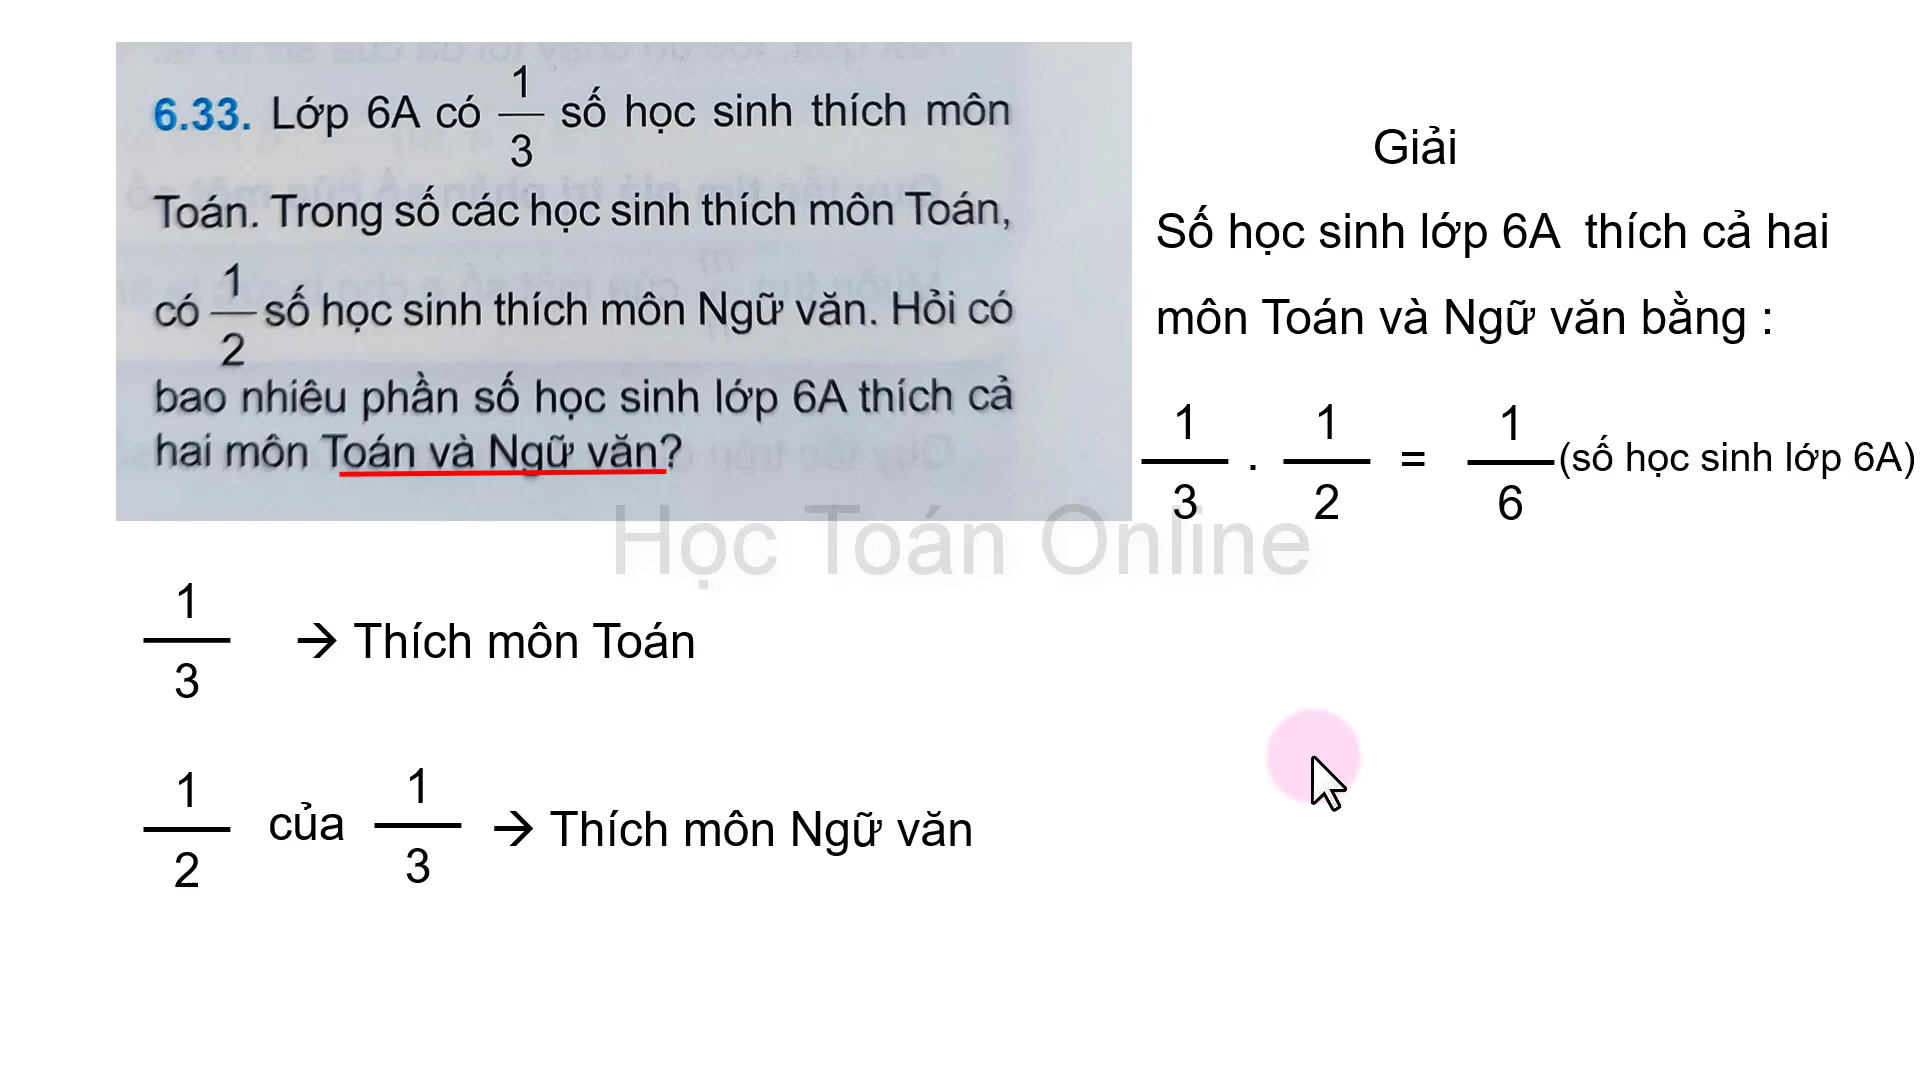 6.33. Lớp 6A có 1/3 số học sinh thích môn
Toán. Trong số các học sinh thích môn Toán,
có 1/2 số học sinh thích môn Ngữ văn. Hỏi có
bao nhiêu phần số học sinh lớp 6A thích cả
hai môn Toán và Ngữ văn?
Giải
Số học sinh lớp 6A thích cả hai
môn Toán và Ngữ văn bằng :
1/3 . 1/2 = 1/6 (số học sinh lớp 6A)
Học Toán Online
1/3 → Thích môn Toán
1/2 của 1/3 → Thích môn Ngữ văn